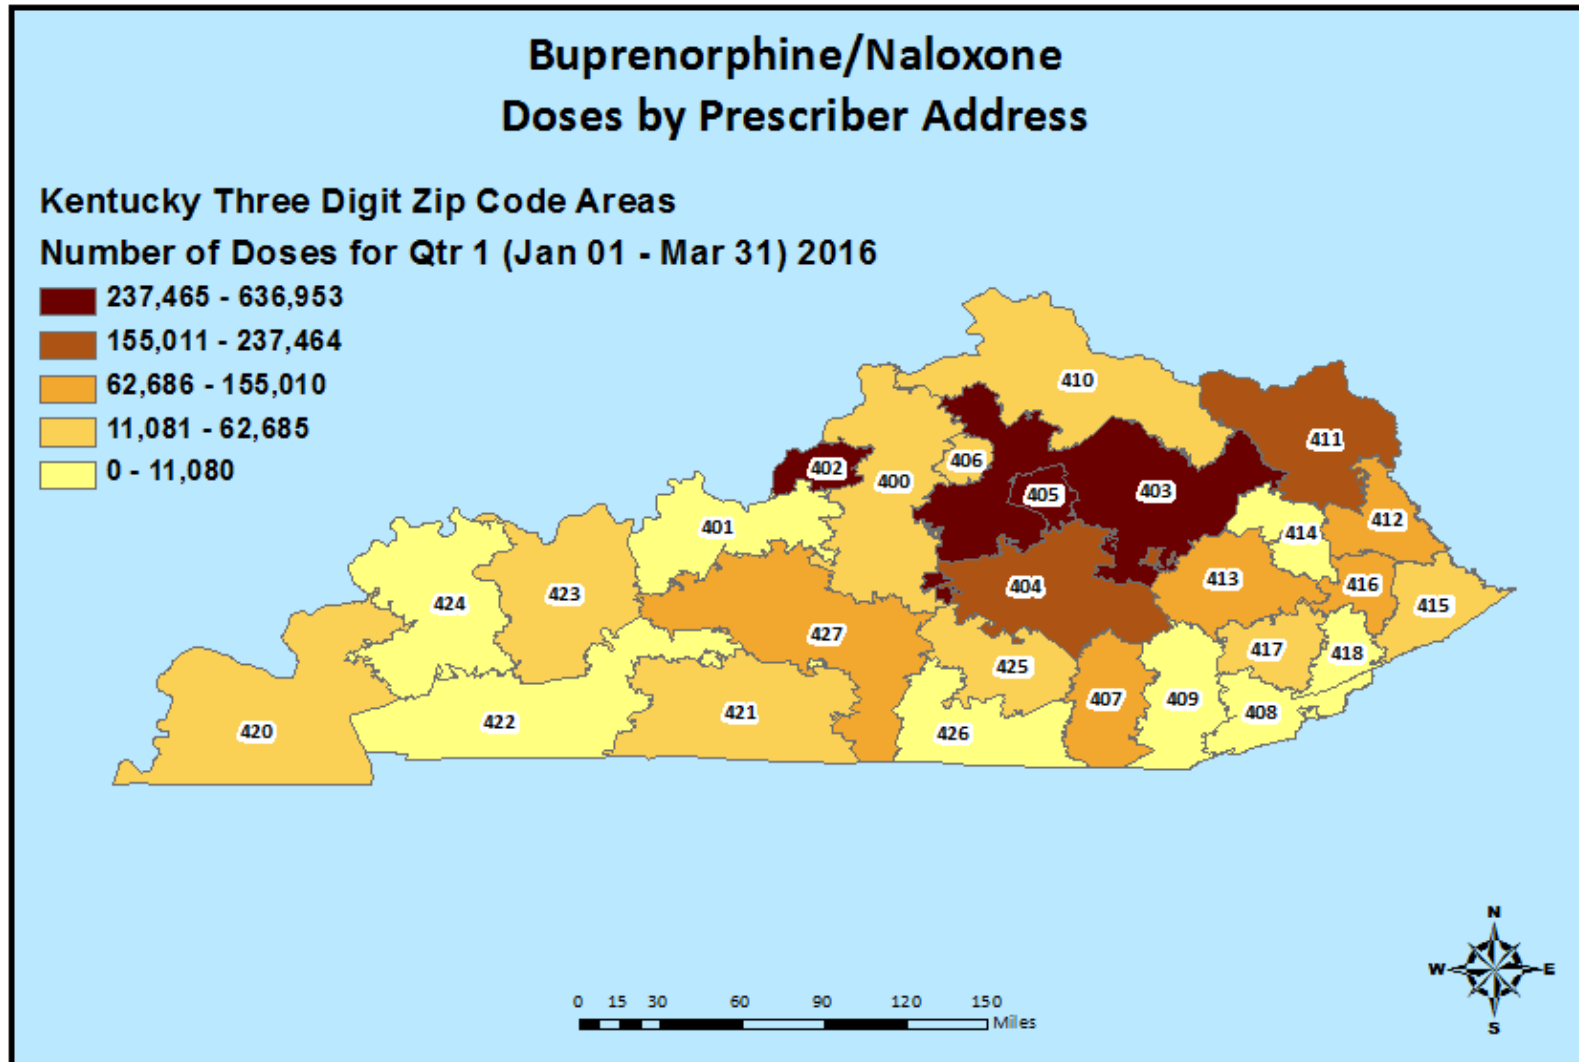 Buprenorphine/Naloxone
Doses by Prescriber Address
Kentucky Three Digit Zip Code Areas
Number of Doses for Qtr 1 (Jan 01 - Mar 31) 2016
237,465 - 636,953
155,011 - 237,464
62,686 - 155,010
11,081 - 62,685
0 - 11,080
410
411
406
402
400
405
403
412
401
414
413
404
416
424
423
415
427
417
418
425
407
409
408
421
420
422
426
N
W E
S
0 15 30 60 90 120 150
Miles